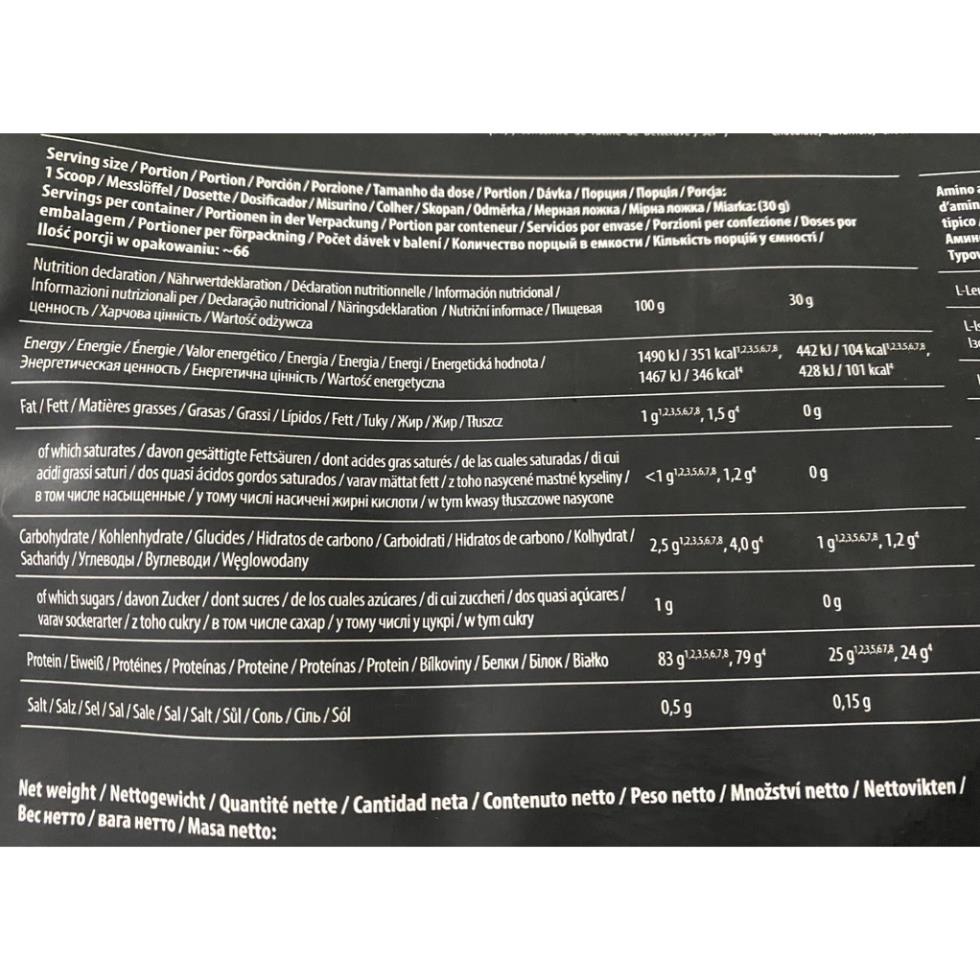 Serving size / Portion / Portion / Porción / Porzione / Tamanho da dose / Portion / Dávka / Порция / Порція / Porcja:
1 Scoop / Messlöffel / Dosette / Dosificador / Misurino / Colher / Skopan / Odměrka / Мерная ложка / Мірна ложка / Miarka: (30 g)
Servings per container / Portionen in der Verpackung / Portion par conteneur / Servicios por envase / Porzioni per confezione / Doses por
embalagem / Portioner per förpackning / Počet dávek v balení / Количество порцый в емкости / Кількість порцій у ємності /
Ilość porcji w opakowaniu: ~66
Nutrition declaration / Nährwertdeklaration / Déclaration nutritionnelle / Información nutricional /
Informazioni nutrizionali per / Declaração nutricional / Näringsdeklaration / Nutriční informace / Пищевая
ценность / Харчова цінність / Wartość odżywcza
100 g
30 g
Energy / Energie / Énergie / Valor energético / Energia / Energia / Energi / Energetická hodnota /
Энергетическая ценность / Енергетична цінність / Wartość energetyczna
1490 kJ / 351 kcal¹,²,³,⁵,⁶,⁷,⁸,
1467 kJ / 346 kcal⁴
442 kJ / 104 kcal¹,²,³,⁵,⁶,⁷,⁸,
428 kJ / 101 kcal⁴
Fat / Fett / Matières grasses / Grasas / Grassi / Lípidos / Fett / Tuky / Жир / Жир / Tłuszcz
1 g¹,²,³,⁵,⁶,⁷,⁸, 1,5 g⁴
0 g
of which saturates / davon gesättigte Fettsäuren / dont acides gras saturés / de las cuales saturadas / di cui
acidi grassi saturi / dos quasi ácidos gordos saturados / varav mättat fett / z toho nasycené mastné kyseliny /
в том числе насыщенные / у тому числі насичені жирні кислоти / w tym kwasy tłuszczowe nasycone
<1 g¹,²,³,⁵,⁶,⁷,⁸, 1,2 g⁴
0 g
Carbohydrate / Kohlenhydrate / Glucides / Hidratos de carbono / Carboidrati / Hidratos de carbono / Kolhydrat /
Sacharidy / Углеводы / Вуглеводи / Węglowodany
2,5 g¹,²,³,⁵,⁶,⁷,⁸, 4,0 g⁴
1 g¹,²,³,⁵,⁶,⁷,⁸, 1,2 g⁴
of which sugars / davon Zucker / dont sucres / de los cuales azúcares / di cui zuccheri / dos quasi açúcares /
varav sockerarter / z toho cukry / в том числе сахар / у тому числі у цукрі / w tym cukry
1 g
0 g
Protein / Eiweiß / Protéines / Proteínas / Proteine / Proteínas / Protein / Bílkoviny / Белки / Білок / Białko
83 g¹,²,³,⁵,⁶,⁷,⁸, 79 g⁴
25 g¹,²,³,⁵,⁶,⁷,⁸, 24 g⁴
Salt / Salz / Sel / Sal / Sale / Sal / Salt / Sůl / Соль / Сіль / Sól
0,5 g
0,15 g
Net weight / Nettogewicht / Quantité nette / Cantidad neta / Contenuto netto / Peso netto / Množství netto / Nettovikten /
Вес нетто / вага нетто / Masa netto:
Amino
d'amin
tipico
Амин
Typow
L-Leu